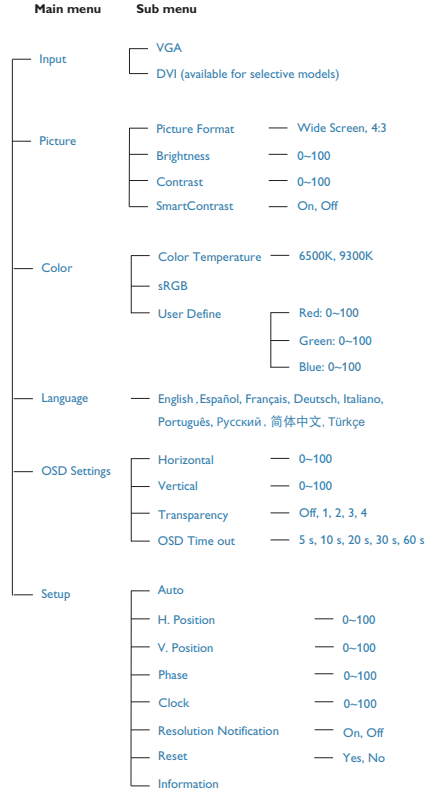 Main menu Sub menu
Input
VGA
DVI (available for selective models)
Picture
Picture Format Wide Screen, 4:3
Brightness 0~100
Contrast 0~100
SmartContrast On, Off
Color
Color Temperature 6500K, 9300K
sRGB
User Define Red: 0~100
Green: 0~100
Blue: 0~100
Language English, Español, Français, Deutsch, Italiano,
Português, Русский, 简体中文, Türkçe
OSD Settings
Horizontal 0~100
Vertical 0~100
Transparency Off, 1, 2, 3, 4
OSD Time out 5 s, 10 s, 20 s, 30 s, 60 s
Setup
Auto
H. Position 0~100
V. Position 0~100
Phase 0~100
Clock 0~100
Resolution Notification On, Off
Reset Yes, No
Information